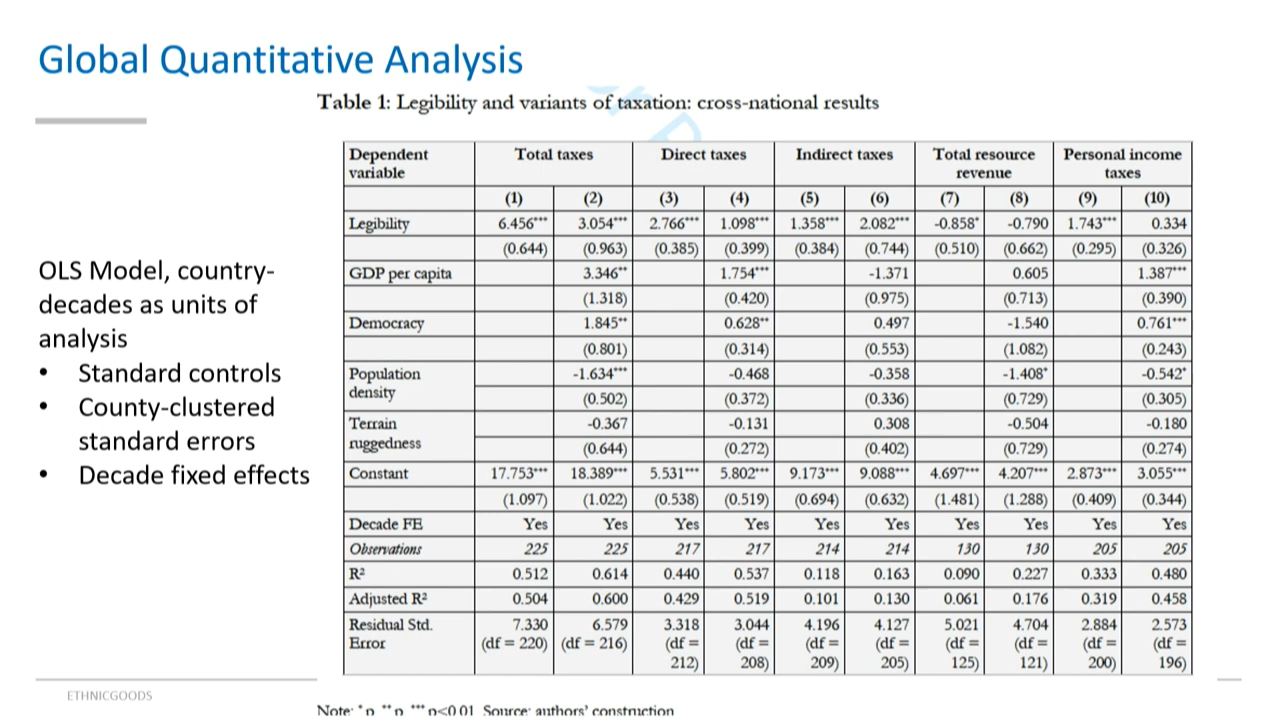 Global Quantitative Analysis
Table 1: Legibility and variants of taxation: cross-national results
OLS Model, country-
decades as units of
analysis
• Standard controls
• County-clustered
standard errors
• Decade fixed effects
Dependent variable Total taxes Direct taxes Indirect taxes Total resource revenue Personal income taxes
(1) (2) (3) (4) (5) (6) (7) (8) (9) (10)
Legibility 6.456*** 3.054*** 2.766*** 1.098*** 1.358*** 2.082*** -0.858* -0.790 1.743*** 0.334
(0.644) (0.963) (0.385) (0.399) (0.384) (0.744) (0.510) (0.662) (0.295) (0.326)
GDP per capita 3.346** 1.754*** -1.371 0.605 1.387***
(1.318) (0.420) (0.975) (0.713) (0.390)
Democracy 1.845** 0.628** 0.497 -1.540 0.761***
(0.801) (0.314) (0.553) (1.082) (0.243)
Population density -1.634*** -0.468 -0.358 -1.408* -0.542*
(0.502) (0.372) (0.336) (0.729) (0.305)
Terrain ruggedness -0.367 -0.131 0.308 -0.504 -0.180
(0.644) (0.272) (0.402) (0.729) (0.274)
Constant 17.753*** 18.389*** 5.531*** 5.802*** 9.173*** 9.088*** 4.697*** 4.207*** 2.873*** 3.055***
(1.097) (1.022) (0.538) (0.519) (0.694) (0.632) (1.481) (1.288) (0.409) (0.344)
Decade FE Yes Yes Yes Yes Yes Yes Yes Yes Yes Yes
Observations 225 225 217 217 214 214 130 130 205 205
R² 0.512 0.614 0.440 0.537 0.118 0.163 0.090 0.227 0.333 0.480
Adjusted R² 0.504 0.600 0.429 0.519 0.101 0.130 0.061 0.176 0.319 0.458
Residual Std. Error 7.330 (df = 220) 6.579 (df = 216) 3.318 (df = 212) 3.044 (df = 208) 4.196 (df = 209) 4.127 (df = 205) 5.021 (df = 125) 4.704 (df = 121) 2.884 (df = 200) 2.573 (df = 196)
ETHNICGOODS
Note: *p **p ***p<0.01 Source: authors' construction